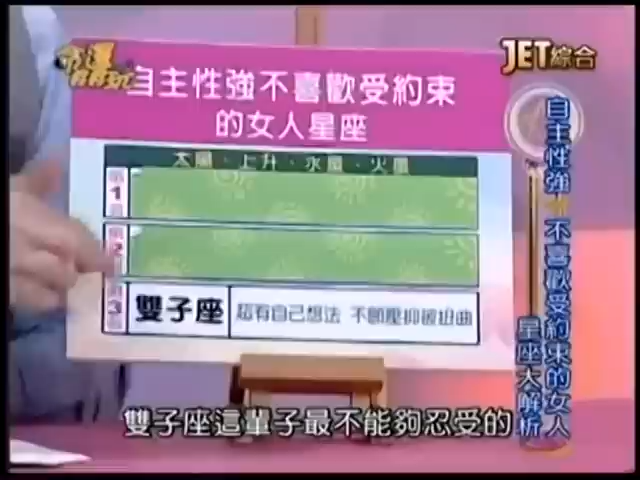 命運好好玩
JET綜合
自主性強不喜歡受約束
的女人星座
太陽·上升·水星·火星
第1名
第2名
第3名
雙子座
超有自己想法 不願壓抑被扭曲
自主性強 不喜歡受約束的女人
星座大解析
雙子座這輩子最不能夠忍受的